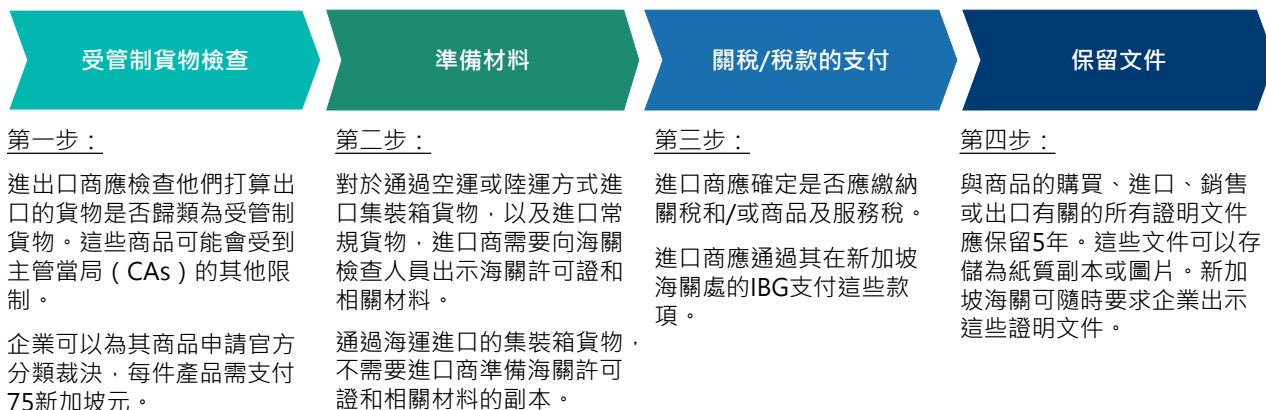 受管制貨物檢查
準備材料
關稅/稅款的支付
保留文件
第一步：
進出口商應檢查他們打算出
口的貨物是否歸類為受管制
貨物。這些商品可能會受到
主管當局（CAs）的其他限
制。
企業可以為其商品申請官方
分類裁決，每件產品需支付
75新加坡元。
第二步：
對於通過空運或陸運方式進
口集裝箱貨物，以及進口常
規貨物，進口商需要向海關
檢查人員出示海關許可證和
相關材料。
通過海運進口的集裝箱貨物，
不需要進口商準備海關許可
證和相關材料的副本。
第三步：
進口商應確定是否應繳納
關稅和/或商品及服務稅。
進口商應通過其在新加坡
海關處的IBG支付這些款
項。
第四步：
與商品的購買、進口、銷售
或出口有關的所有證明文件
應保留5年。這些文件可以存
儲為紙質副本或圖片。新加
坡海關可隨時要求企業出示
這些證明文件。